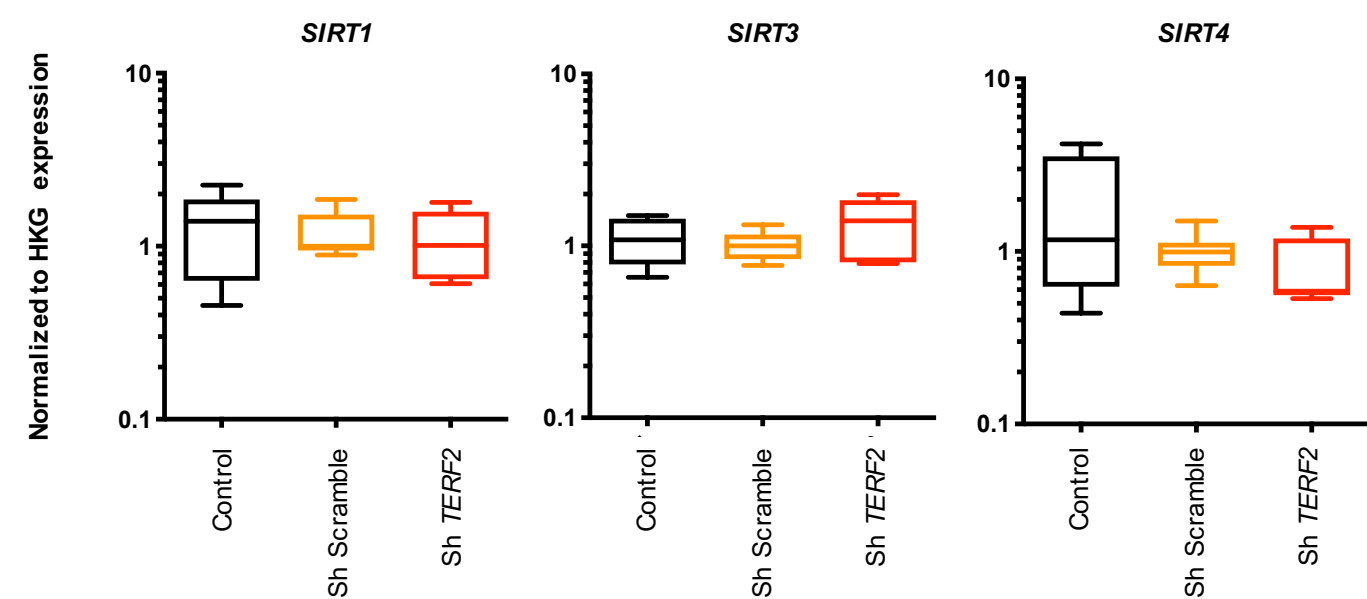 SIRT1
SIRT3
SIRT4
Normalized to HKG expression
10
1
0.1
Control
Sh Scramble
Sh TERF2
10
1
0.1
Control
Sh Scramble
Sh TERF2
10
1
0.1
Control
Sh Scramble
Sh TERF2